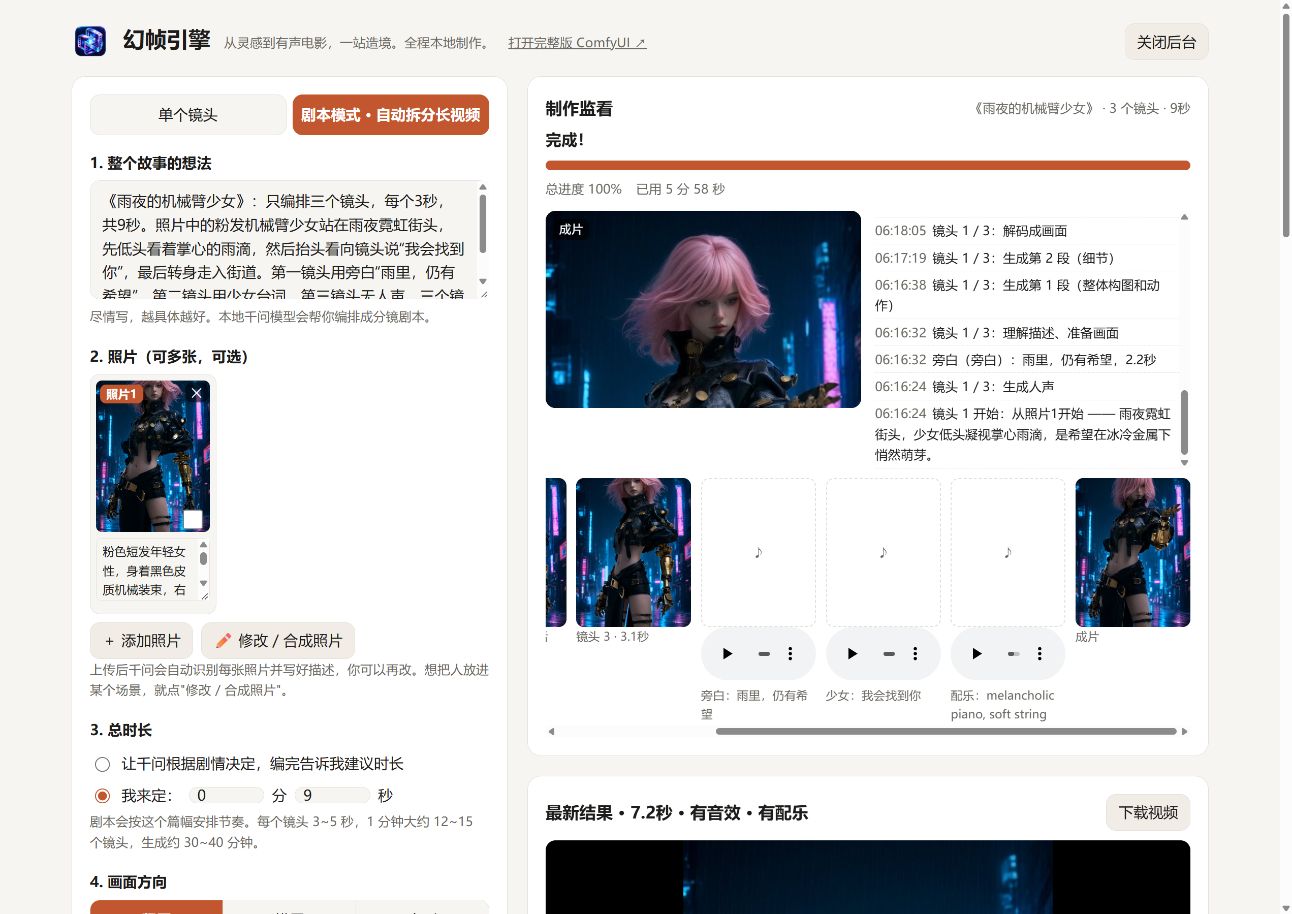 幻帧引擎
从灵感到有声电影，一站造境。全程本地制作。
打开完整版 ComfyUI ↗
关闭后台
单个镜头
剧本模式・自动拆分长视频
1. 整个故事的想法
《雨夜的机械臂少女》：只编排三个镜头，每个3秒，
共9秒。照片中的粉发机械臂少女站在雨夜霓虹街头，
先低头看着掌心的雨滴，然后抬头看向镜头说“我会找到
你”，最后转身走入街道。第一镜头用旁白“雨里，仍有
希望”，第二镜头用少女台词，第三镜头无人声，三个镜
尽情写，越具体越好。本地千问模型会帮你编排成分镜剧本。
2. 照片（可多张，可选）
照片1
粉色短发年轻女
性，身着黑色皮
质机械装束，右
+ 添加照片
修改 / 合成照片
上传后千问会自动识别每张照片并写好描述，你可以再改。想把人放进
某个场景，就点"修改 / 合成照片"。
3. 总时长
让千问根据剧情决定，编完告诉我建议时长
我来定： 0 分 9 秒
剧本会按这个篇幅安排节奏。每个镜头 3~5 秒，1 分钟大约 12~15
个镜头，生成约 30~40 分钟。
4. 画面方向
制作监看
《雨夜的机械臂少女》 · 3 个镜头 · 9秒
完成！
总进度 100% 已用 5 分 58 秒
成片
06:18:05 镜头 1 / 3：解码成画面
06:17:19 镜头 1 / 3：生成第 2 段（细节）
06:16:38 镜头 1 / 3：生成第 1 段（整体构图和动
作）
06:16:32 镜头 1 / 3：理解描述、准备画面
06:16:32 旁白（旁白）：雨里，仍有希望，2.2秒
06:16:24 镜头 1 / 3：生成人声
06:16:24 镜头 1 开始：从照片1开始 —— 雨夜霓虹
街头，少女低头凝视掌心雨滴，是希望在冰冷金属下
悄然萌芽。
镜头 3 · 3.1秒
旁白：雨里，仍有希
望
少女：我会找到你
配乐：melancholic
piano, soft string
成片
最新结果・7.2秒・有音效・有配乐
下载视频